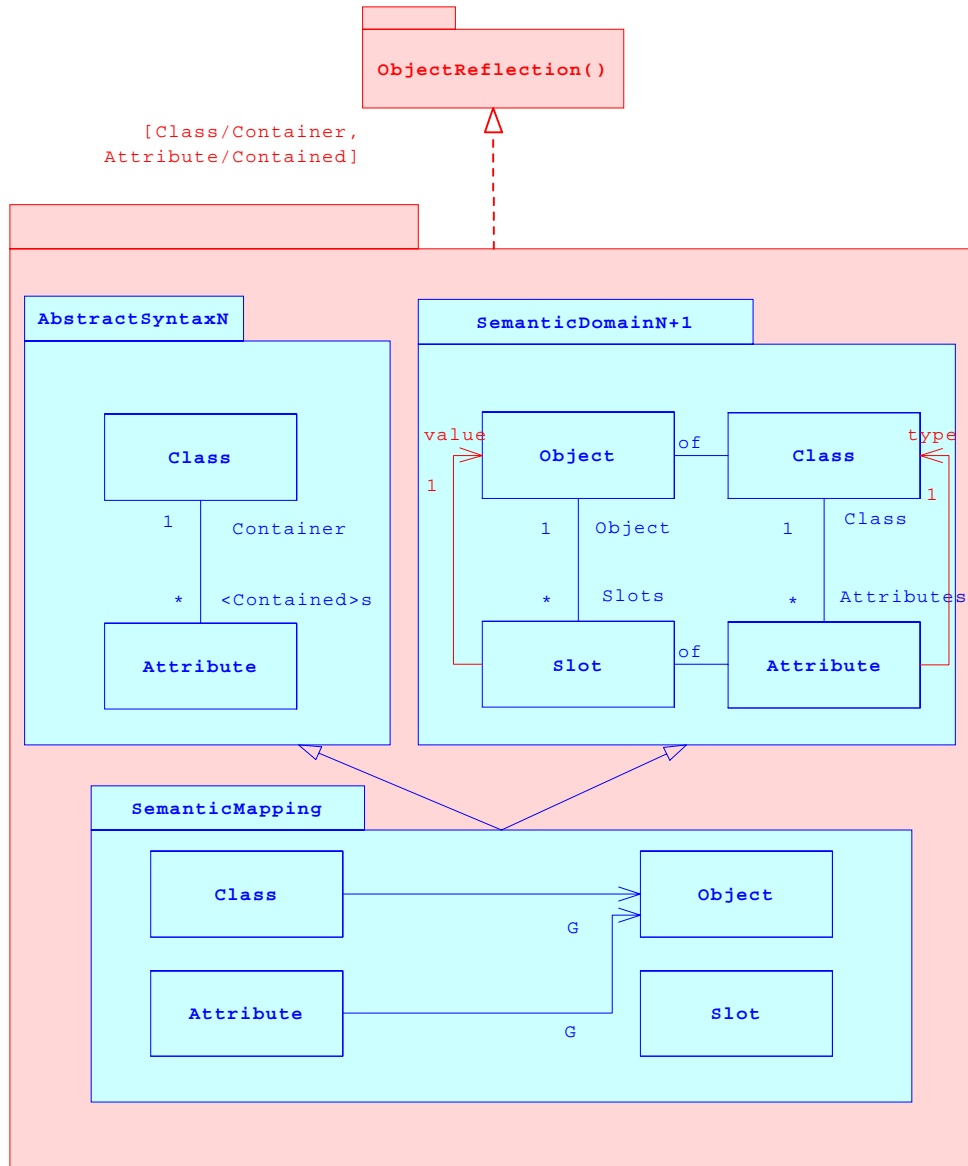 ObjectReflection()
[Class/Container,
Attribute/Contained]
AbstractSyntaxN
SemanticDomainN+1
Class
1
Container
*
<Contained>s
Attribute
value
1
Object
of
Class
type
1
1
Object
1
Class
*
Slots
*
Attributes
Slot
of
Attribute
SemanticMapping
Class
Object
G
Attribute
Slot
G